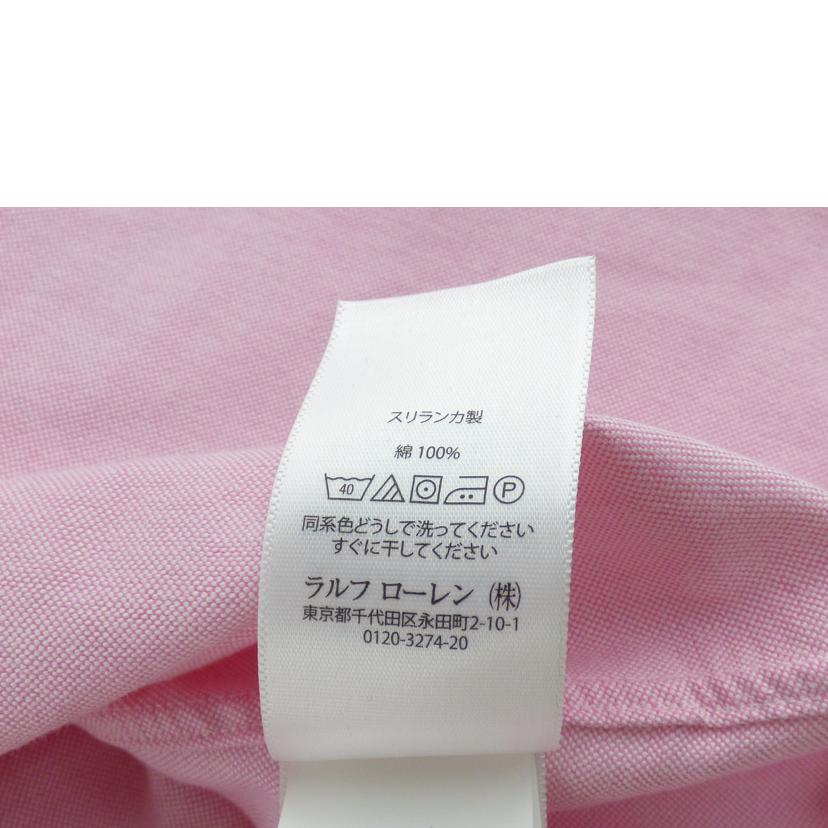 スリランカ製
綿 100%
40 P
同系色どうしで洗ってください
すぐに干してください
ラルフ ローレン (株)
東京都千代田区永田町2-10-1
0120-3274-20